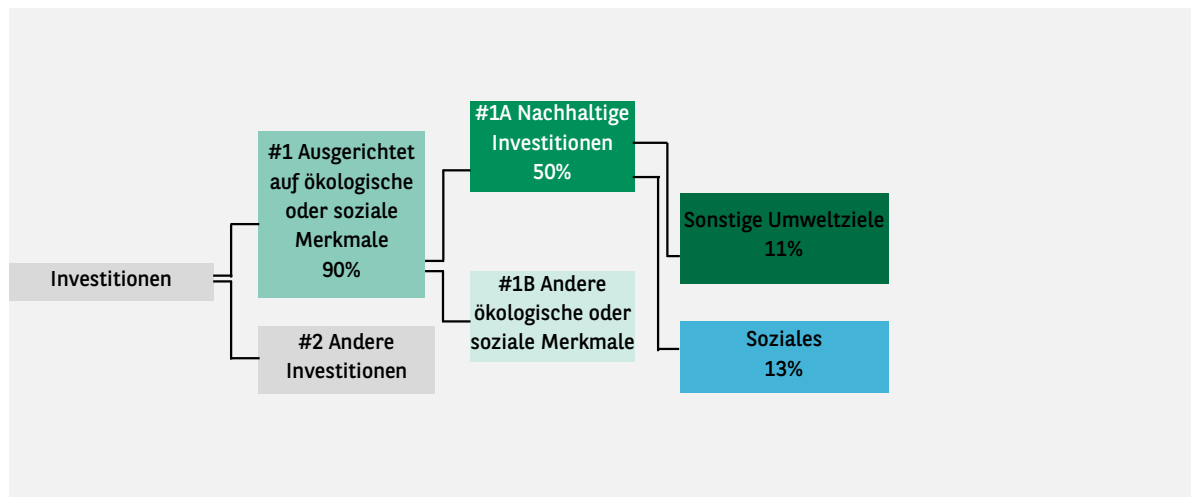 Investitionen
#1 Ausgerichtet
auf ökologische
oder soziale
Merkmale
90%
#2 Andere
Investitionen
#1A Nachhaltige
Investitionen
50%
#1B Andere
ökologische oder
soziale Merkmale
Sonstige Umweltziele
11%
Soziales
13%